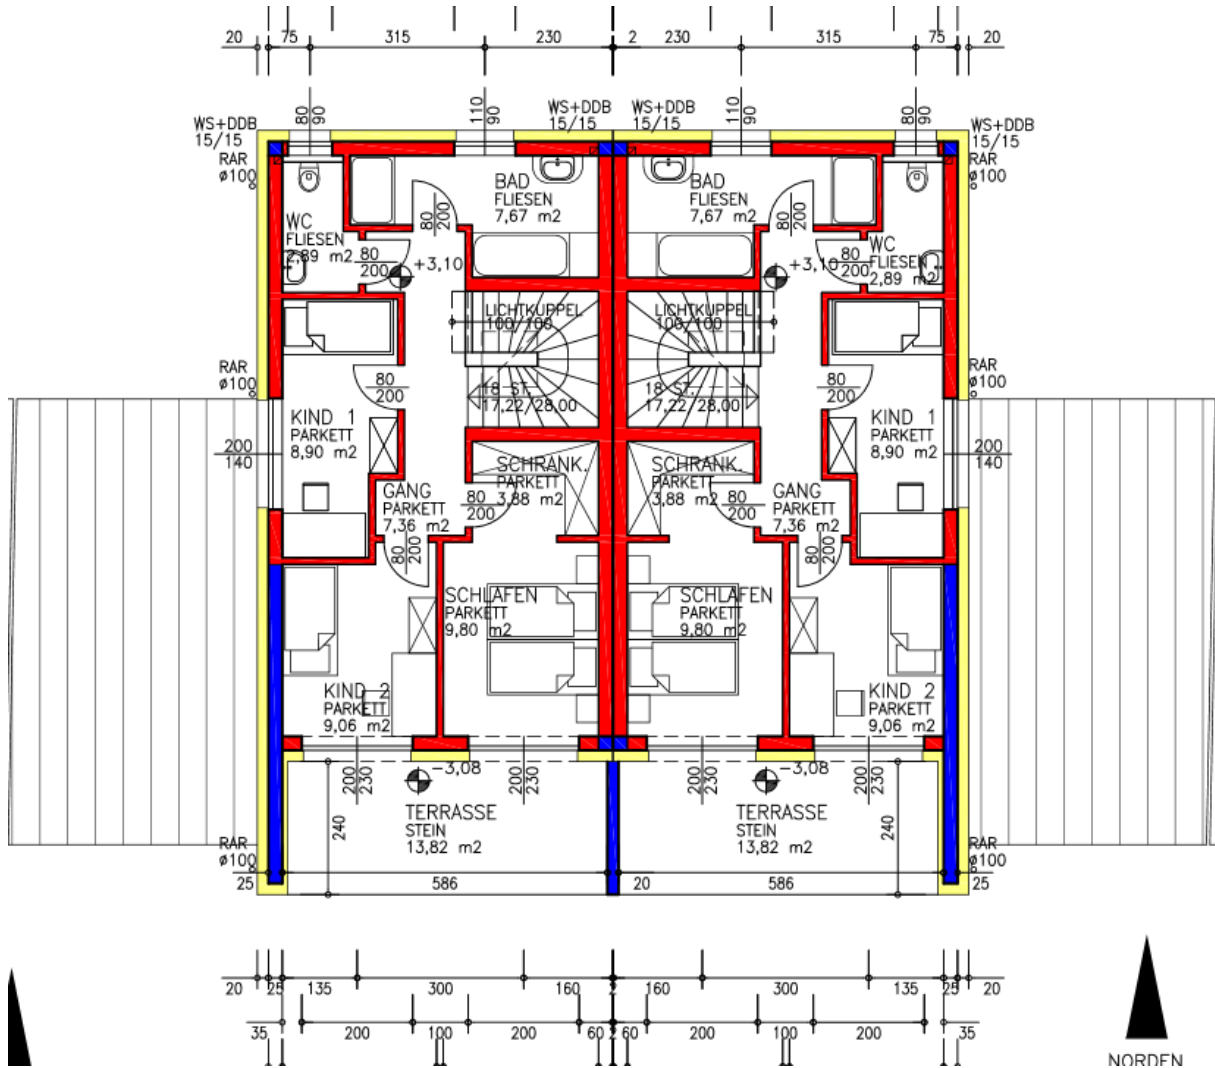 20 75 315 230 2 230 315 75 20
80 90 110 90 110 90 80 90
WS+DDB 15/15
WS+DDB 15/15
WS+DDB 15/15
WS+DDB 15/15
RAR ø100
RAR ø100
BAD
FLIESEN
7,67 m2
BAD
FLIESEN
7,67 m2
80 200
80 200
WC
FLIESEN
2,89 m2
WC
FLIESEN
2,89 m2
80 200
80 200
+3,10
+3,10
LICHTKUPPEL
100/100
LICHTKUPPEL
100/100
RAR ø100
RAR ø100
80 200
80 200
18 ST.
17,22/28,00
18 ST.
17,22/28,00
KIND 1
PARKETT
8,90 m2
KIND 1
PARKETT
8,90 m2
200 140
200 140
SCHRANK.
PARKETT
3,88 m2
SCHRANK.
PARKETT
3,88 m2
GANG
PARKETT
7,36 m2
GANG
PARKETT
7,36 m2
80 200
80 200
80 200
80 200
SCHLAFEN
PARKETT
9,80 m2
SCHLAFEN
PARKETT
9,80 m2
KIND 2
PARKETT
9,06 m2
KIND 2
PARKETT
9,06 m2
-3,08
-3,08
200 230 200 230 200 230 200 230
TERRASSE
STEIN
13,82 m2
TERRASSE
STEIN
13,82 m2
240
240
RAR ø100
RAR ø100
25 586 20 586 25
20 25 135 300 160 2 160 300 135 25 20
35 200 100 200 60 2 60 200 100 200 35
NORDEN